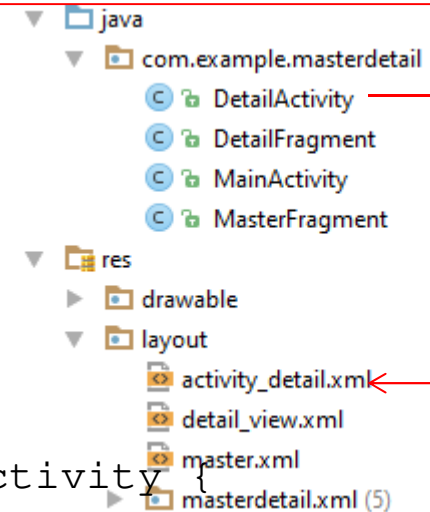 java
com.example.masterdetail
DetailActivity
DetailFragment
MainActivity
MasterFragment
res
drawable
layout
activity_detail.xml
detail_view.xml
master.xml
ctivity {
masterdetail.xml (5)